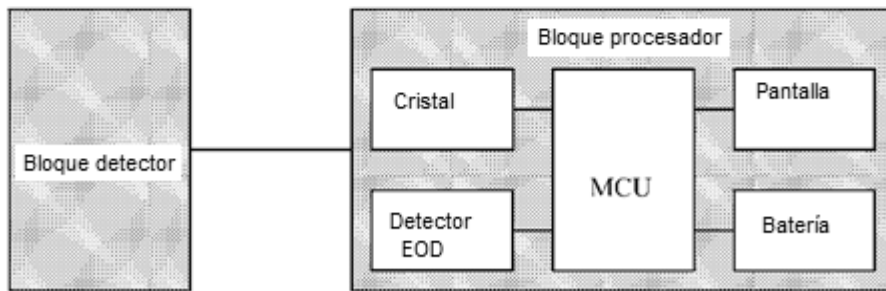 Bloque procesador
Cristal
Pantalla
Bloque detector
MCU
Detector
EOD
Batería